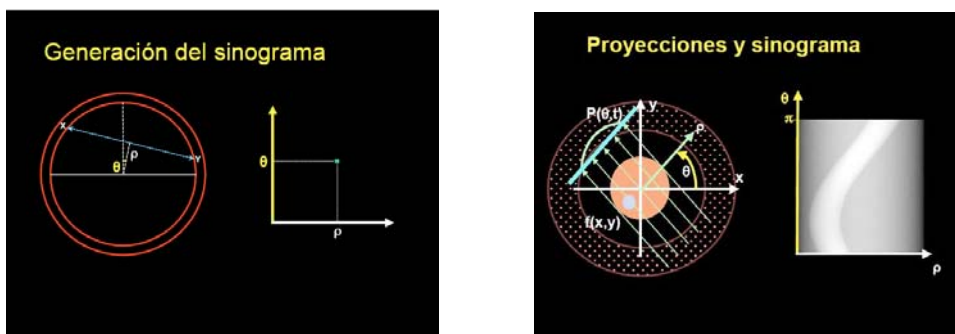 Generación del sinograma
x
ρ
y
θ
θ
ρ
Proyecciones y sinograma
P(θ,t)
y
ρ
θ
x
f(x,y)
θ
π
ρ